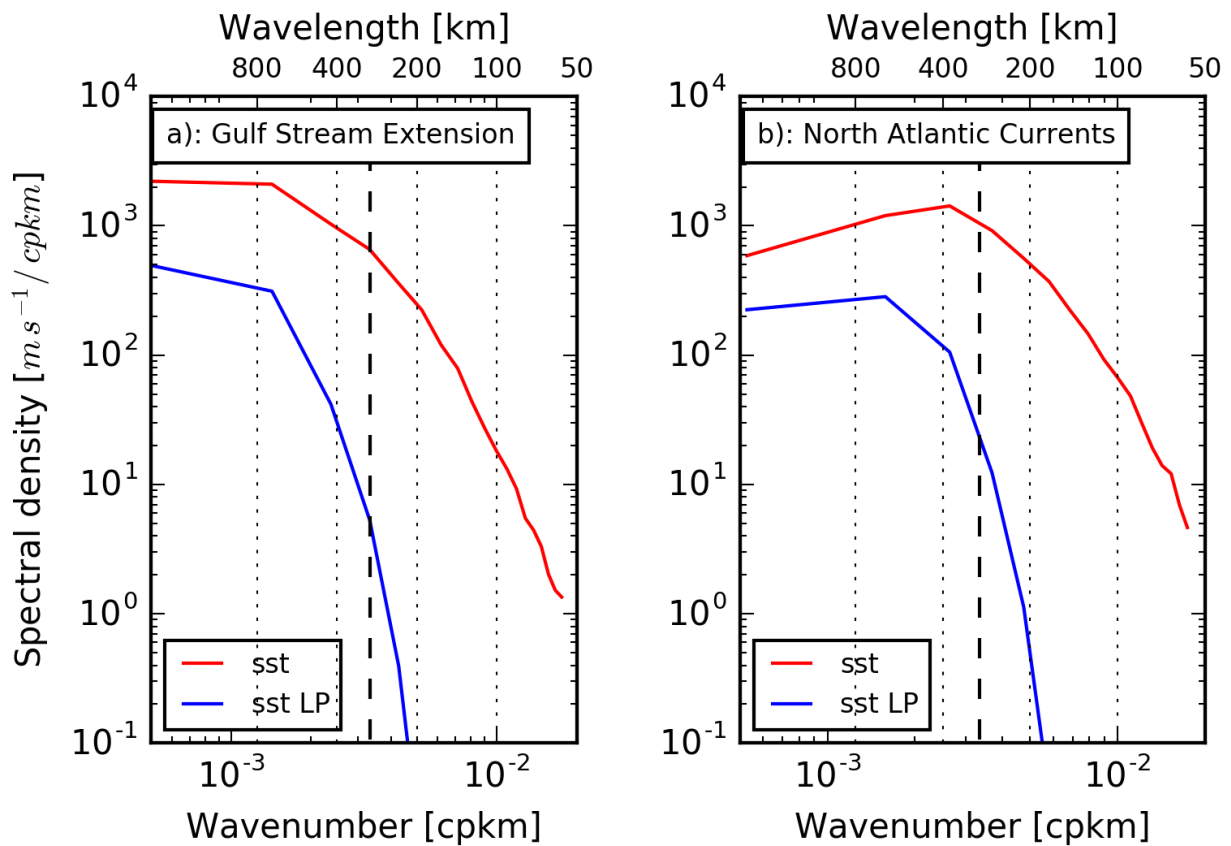 Wavelength [km]
800 400 200 100 50
10^4
10^3
10^2
10^1
10^0
10^-1
Spectral density [m s^-1 / cpkm]
a): Gulf Stream Extension
sst
sst LP
10^-3 10^-2
Wavenumber [cpkm]
Wavelength [km]
800 400 200 100 50
10^4
10^3
10^2
10^1
10^0
10^-1
b): North Atlantic Currents
sst
sst LP
10^-3 10^-2
Wavenumber [cpkm]